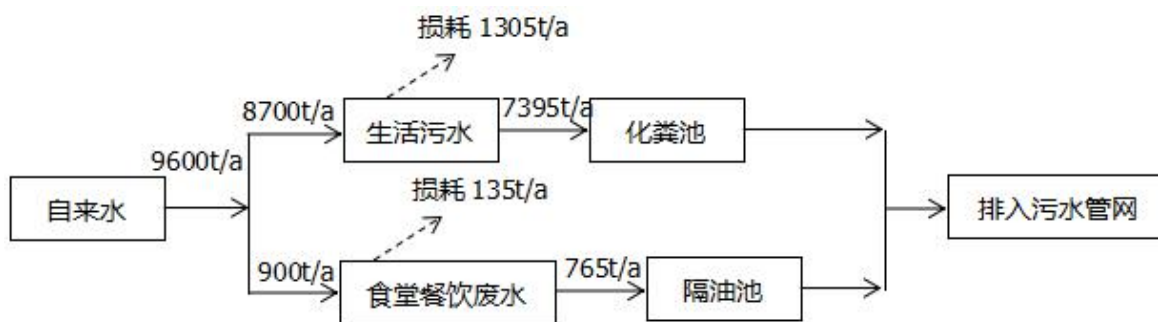 损耗 1305t/a
8700t/a
生活污水
7395t/a
化粪池
9600t/a
自来水
损耗 135t/a
排入污水管网
900t/a
食堂餐饮废水
765t/a
隔油池